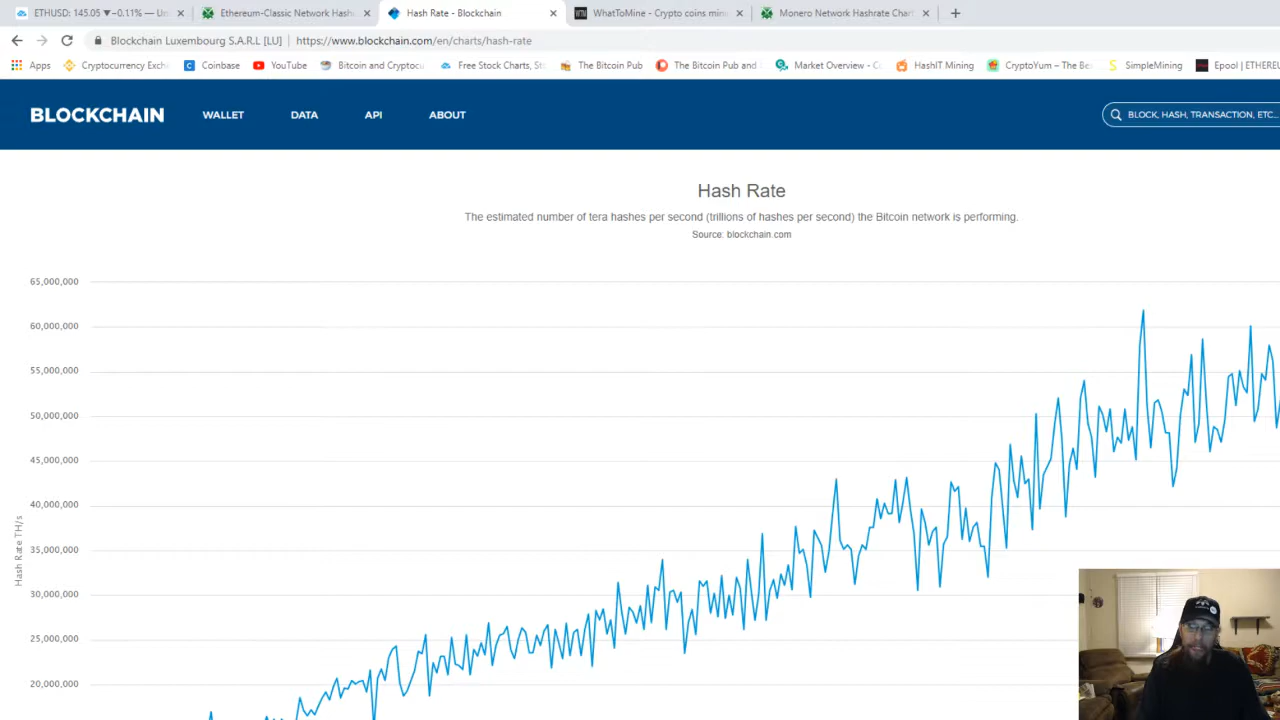 ETHUSD: 145.05 ▼−0.11% — Un
Ethereum-Classic Network Hash
Hash Rate - Blockchain
WhatToMine - Crypto coins mini
Monero Network Hashrate Chart
Blockchain Luxembourg S.A.R.L [LU] | https://www.blockchain.com/en/charts/hash-rate
Apps
Cryptocurrency Exch
Coinbase
YouTube
Bitcoin and Cryptoc
Free Stock Charts, St
The Bitcoin Pub
The Bitcoin Pub and
Market Overview - C
HashIT Mining
CryptoYum – The Be
SimpleMining
Epool | ETHERE
BLOCKCHAIN
WALLET
DATA
API
ABOUT
BLOCK, HASH, TRANSACTION, ETC...
Hash Rate
The estimated number of tera hashes per second (trillions of hashes per second) the Bitcoin network is performing.
Source: blockchain.com
65,000,000
60,000,000
55,000,000
50,000,000
45,000,000
40,000,000
35,000,000
30,000,000
25,000,000
20,000,000
Hash Rate TH/s